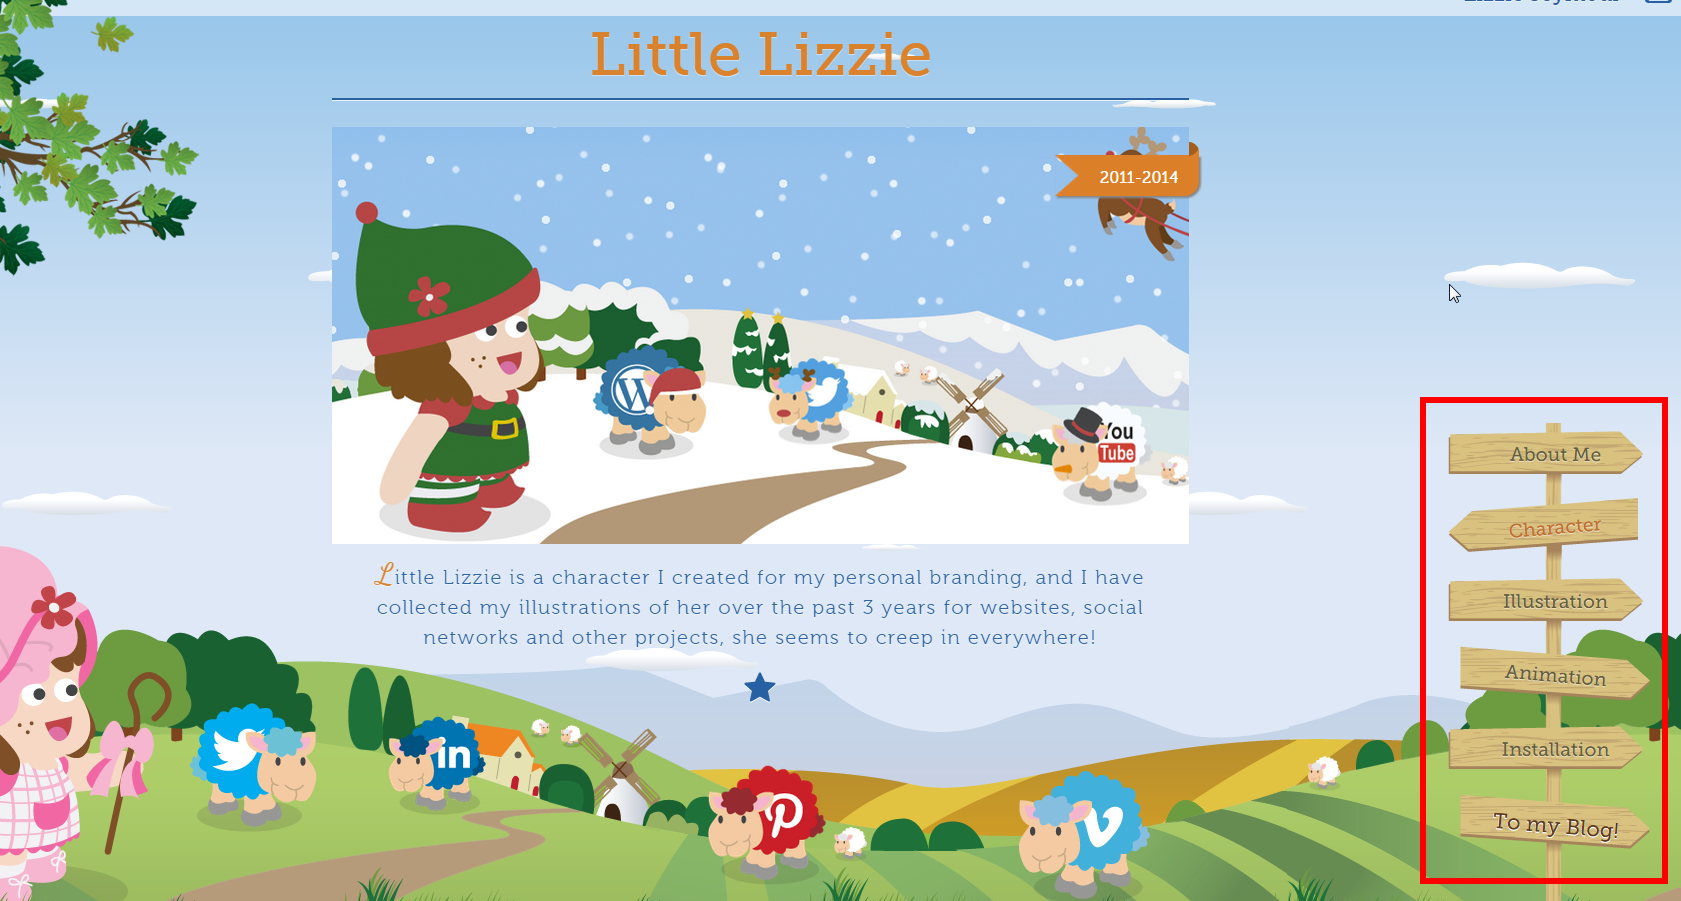 Little Lizzie
2011-2014
You
Tube
Little Lizzie is a character I created for my personal branding, and I have
collected my illustrations of her over the past 3 years for websites, social
networks and other projects, she seems to creep in everywhere!
About Me
Character
Illustration
Animation
Installation
To my Blog!
in